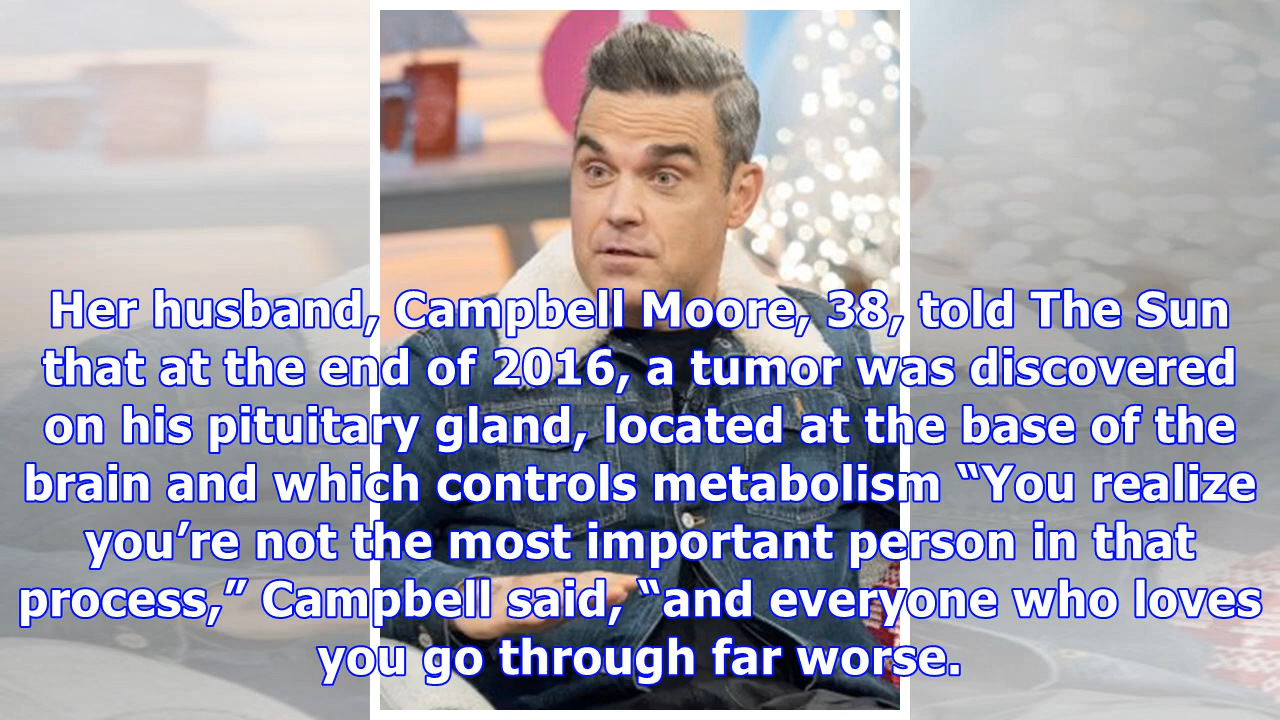 Her husband, Campbell Moore, 38, told The Sun
that at the end of 2016, a tumor was discovered
on his pituitary gland, located at the base of the
brain and which controls metabolism “You realize
you’re not the most important person in that
process,” Campbell said, “and everyone who loves
you go through far worse.